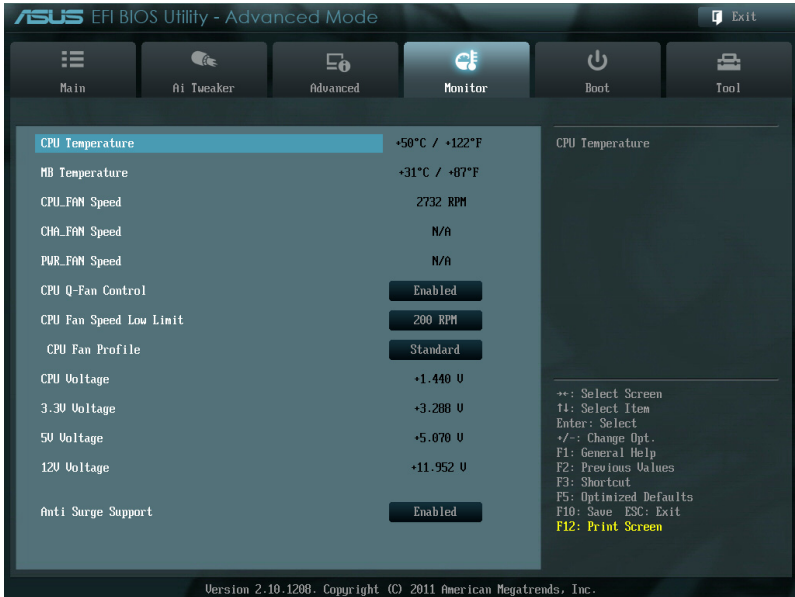 ASUS EFI BIOS Utility - Advanced Mode
Exit
Main Ai Tweaker Advanced Monitor Boot Tool
CPU Temperature +50°C / +122°F
MB Temperature +31°C / +87°F
CPU_FAN Speed 2732 RPM
CHA_FAN Speed N/A
PWR_FAN Speed N/A
CPU Q-Fan Control Enabled
CPU Fan Speed Low Limit 200 RPM
CPU Fan Profile Standard
CPU Voltage +1.440 V
3.3V Voltage +3.288 V
5V Voltage +5.070 V
12V Voltage +11.952 V
Anti Surge Support Enabled
CPU Temperature
→←: Select Screen
↑↓: Select Item
Enter: Select
+/-: Change Opt.
F1: General Help
F2: Previous Values
F3: Shortcut
F5: Optimized Defaults
F10: Save ESC: Exit
F12: Print Screen
Version 2.10.1208. Copyright (C) 2011 American Megatrends, Inc.